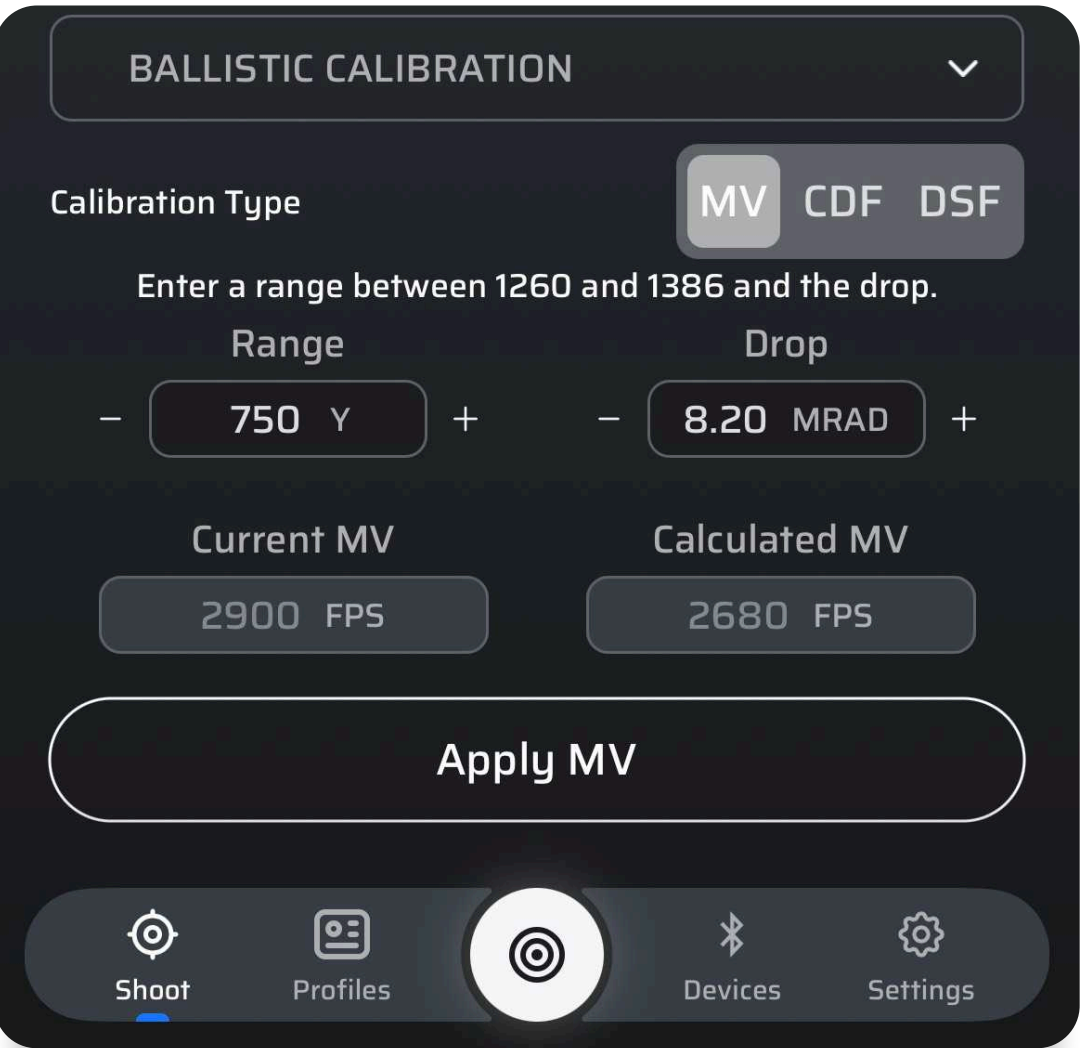 BALLISTIC CALIBRATION
Calibration Type
MV CDF DSF
Enter a range between 1260 and 1386 and the drop.
Range Drop
− 750 Y + − 8.20 MRAD +
Current MV Calculated MV
2900 FPS 2680 FPS
Apply MV
Shoot Profiles Devices Settings